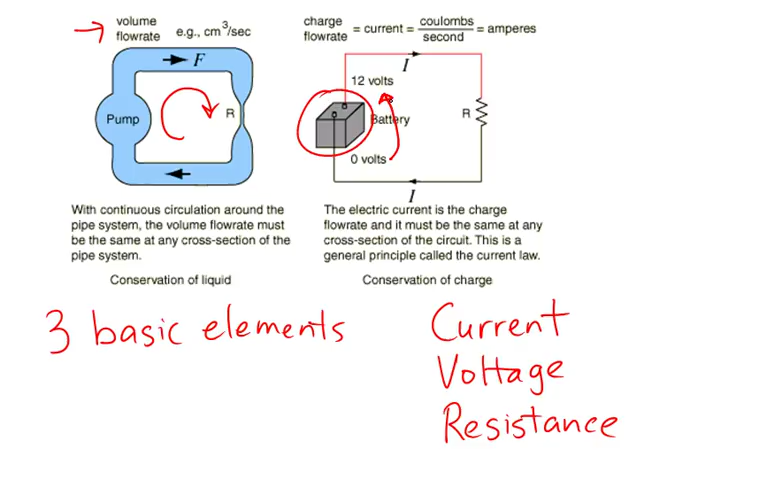 volume
flowrate e.g., cm³/sec
F
Pump
R
With continuous circulation around the
pipe system, the volume flowrate must
be the same at any cross-section of the
pipe system.
Conservation of liquid
charge
flowrate = current = coulombs
second = amperes
I
12 volts
Battery
R
0 volts
I
The electric current is the charge
flowrate and it must be the same at any
cross-section of the circuit. This is a
general principle called the current law.
Conservation of charge
3 basic elements
Current
Voltage
Resistance